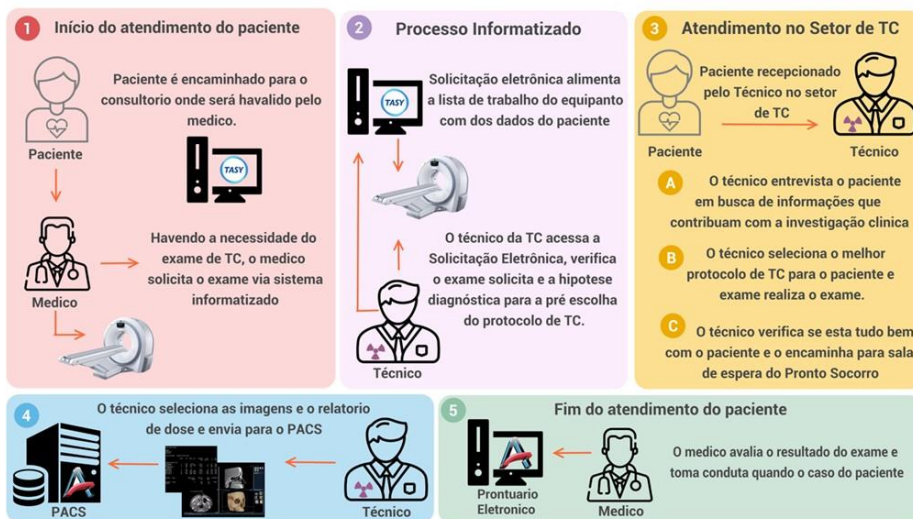 1
Início do atendimento do paciente
Paciente é encaminhado para o
consultorio onde será havalido pelo
medico.
Paciente
TASY
Havendo a necessidade do
exame de TC, o medico
solicita o exame via sistema
informatizado
Medico
2
Processo Informatizado
TASY
Solicitação eletrônica alimenta
a lista de trabalho do equipanto
com dos dados do paciente
O técnico da TC acessa a
Solicitação Eletrônica, verifica
o exame solicita e a hipotese
diagnóstica para a pré escolha
do protocolo de TC.
Técnico
3
Atendimento no Setor de TC
Paciente recepcionado
pelo Técnico no setor
de TC
Paciente
Técnico
A
O técnico entrevista o paciente
em busca de informações que
contribuam com a investigação clinica
B
O técnico seleciona o melhor
protocolo de TC para o paciente e
exame realiza o exame.
C
O técnico verifica se esta tudo bem
com o paciente e o encaminha para sala
de espera do Pronto Socorro
4
O técnico seleciona as imagens e o relatorio
de dose e envia para o PACS
PACS
Técnico
5
Fim do atendimento do paciente
O medico avalia o resultado do exame e
toma conduta quando o caso do paciente
Prontuario
Eletronico
Medico